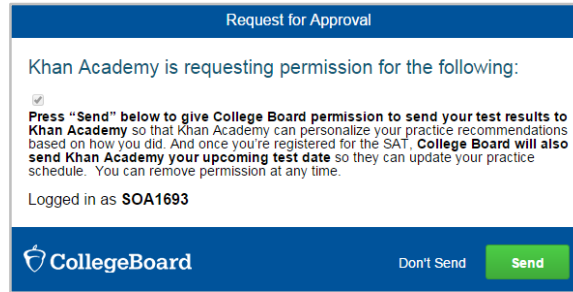 Request for Approval
Khan Academy is requesting permission for the following:
Press “Send” below to give College Board permission to send your test results to
Khan Academy so that Khan Academy can personalize your practice recommendations
based on how you did. And once you're registered for the SAT, College Board will also
send Khan Academy your upcoming test date so they can update your practice
schedule. You can remove permission at any time.
Logged in as SOA1693
CollegeBoard
Don't Send
Send